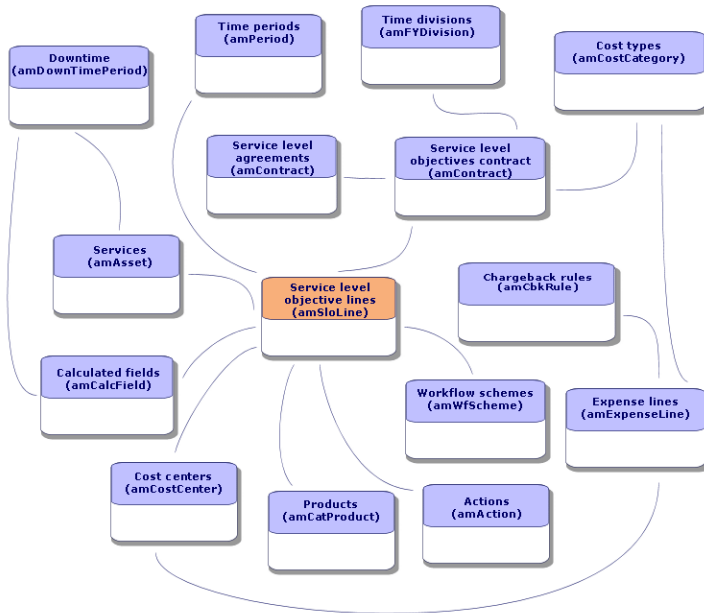 Time periods
(amPeriod)
Time divisions
(amFYDivision)
Downtime
(amDownTimePeriod)
Cost types
(amCostCategory)
Service level
agreements
(amContract)
Service level
objectives contract
(amContract)
Services
(amAsset)
Service level
objective lines
(amSloLine)
Chargeback rules
(amCbkRule)
Calculated fields
(amCalcField)
Workflow schemes
(amWfScheme)
Expense lines
(amExpenseLine)
Cost centers
(amCostCenter)
Products
(amCatProduct)
Actions
(amAction)